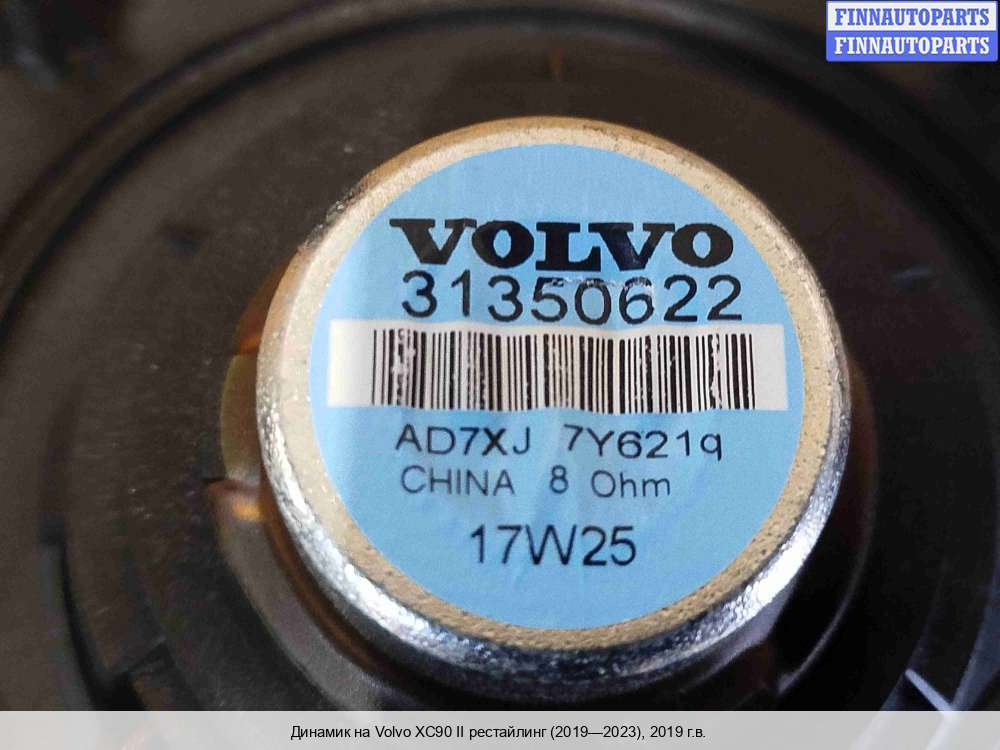 FINNAUTOPARTS
FINNAUTOPARTS
VOLVO
31350622
AD7XJ 7Y621q
CHINA 8 Ohm
17W25
Динамик на Volvo XC90 II рестайлинг (2019—2023), 2019 г.в.